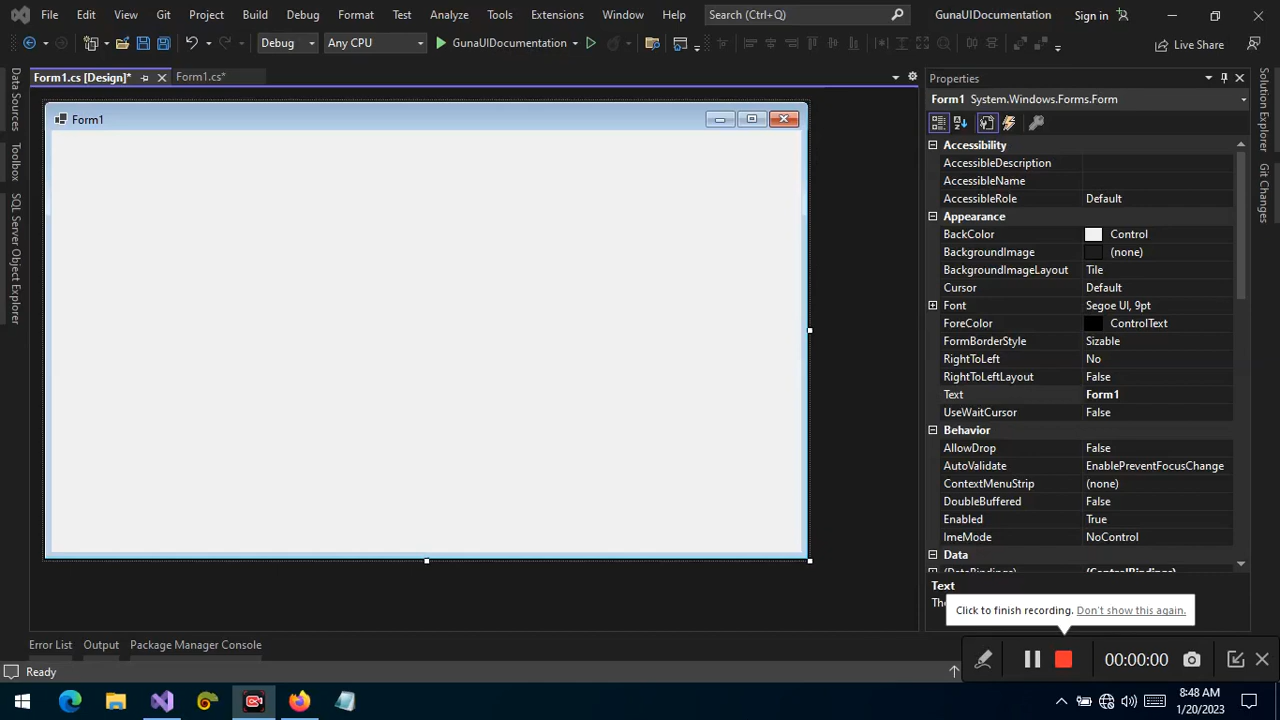 File Edit View Git Project Build Debug Format Test Analyze Tools Extensions Window Help Search (Ctrl+Q) GunaUIDocumentation Sign in
Debug Any CPU GunaUIDocumentation Live Share
Form1.cs [Design]* Form1.cs*
Data Sources
Toolbox
SQL Server Object Explorer
Form1
Properties
Form1 System.Windows.Forms.Form
Accessibility
AccessibleDescription
AccessibleName
AccessibleRole Default
Appearance
BackColor Control
BackgroundImage (none)
BackgroundImageLayout Tile
Cursor Default
Font Segoe UI, 9pt
ForeColor ControlText
FormBorderStyle Sizable
RightToLeft No
RightToLeftLayout False
Text Form1
UseWaitCursor False
Behavior
AllowDrop False
AutoValidate EnablePreventFocusChange
ContextMenuStrip (none)
DoubleBuffered False
Enabled True
ImeMode NoControl
Data
(DataBindings) (ControlBindings)
Text
Click to finish recording. Don't show this again.
Solution Explorer
Git Changes
Error List Output Package Manager Console
Ready
00:00:00
8:48 AM
1/20/2023